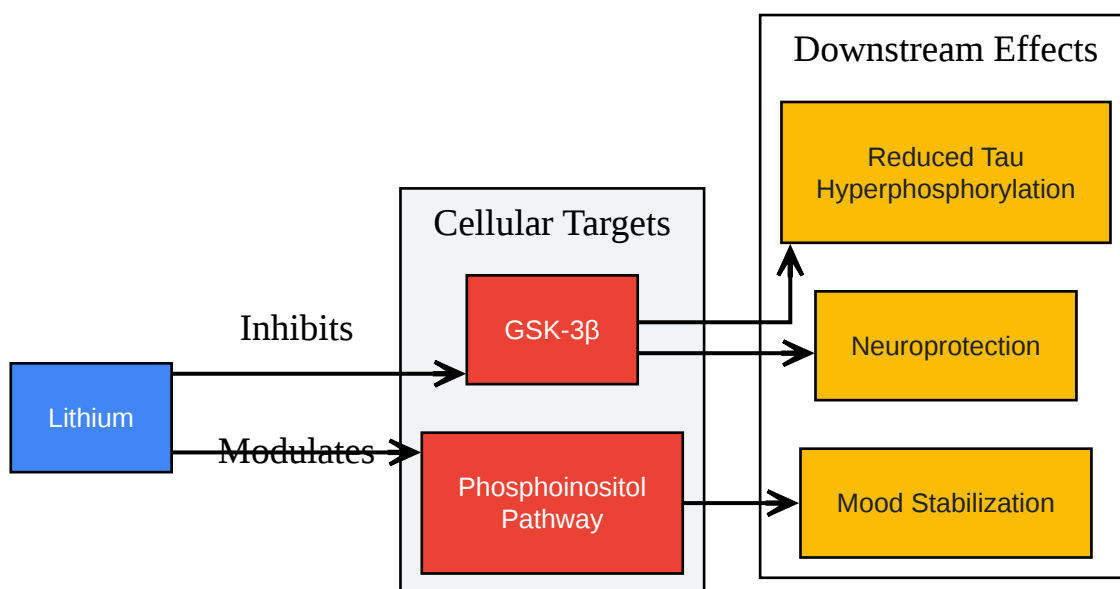 Downstream Effects
Reduced Tau
Hyperphosphorylation
Cellular Targets
Inhibits
GSK-3β
Neuroprotection
Lithium
Modulates
Phosphoinositol
Pathway
Mood Stabilization